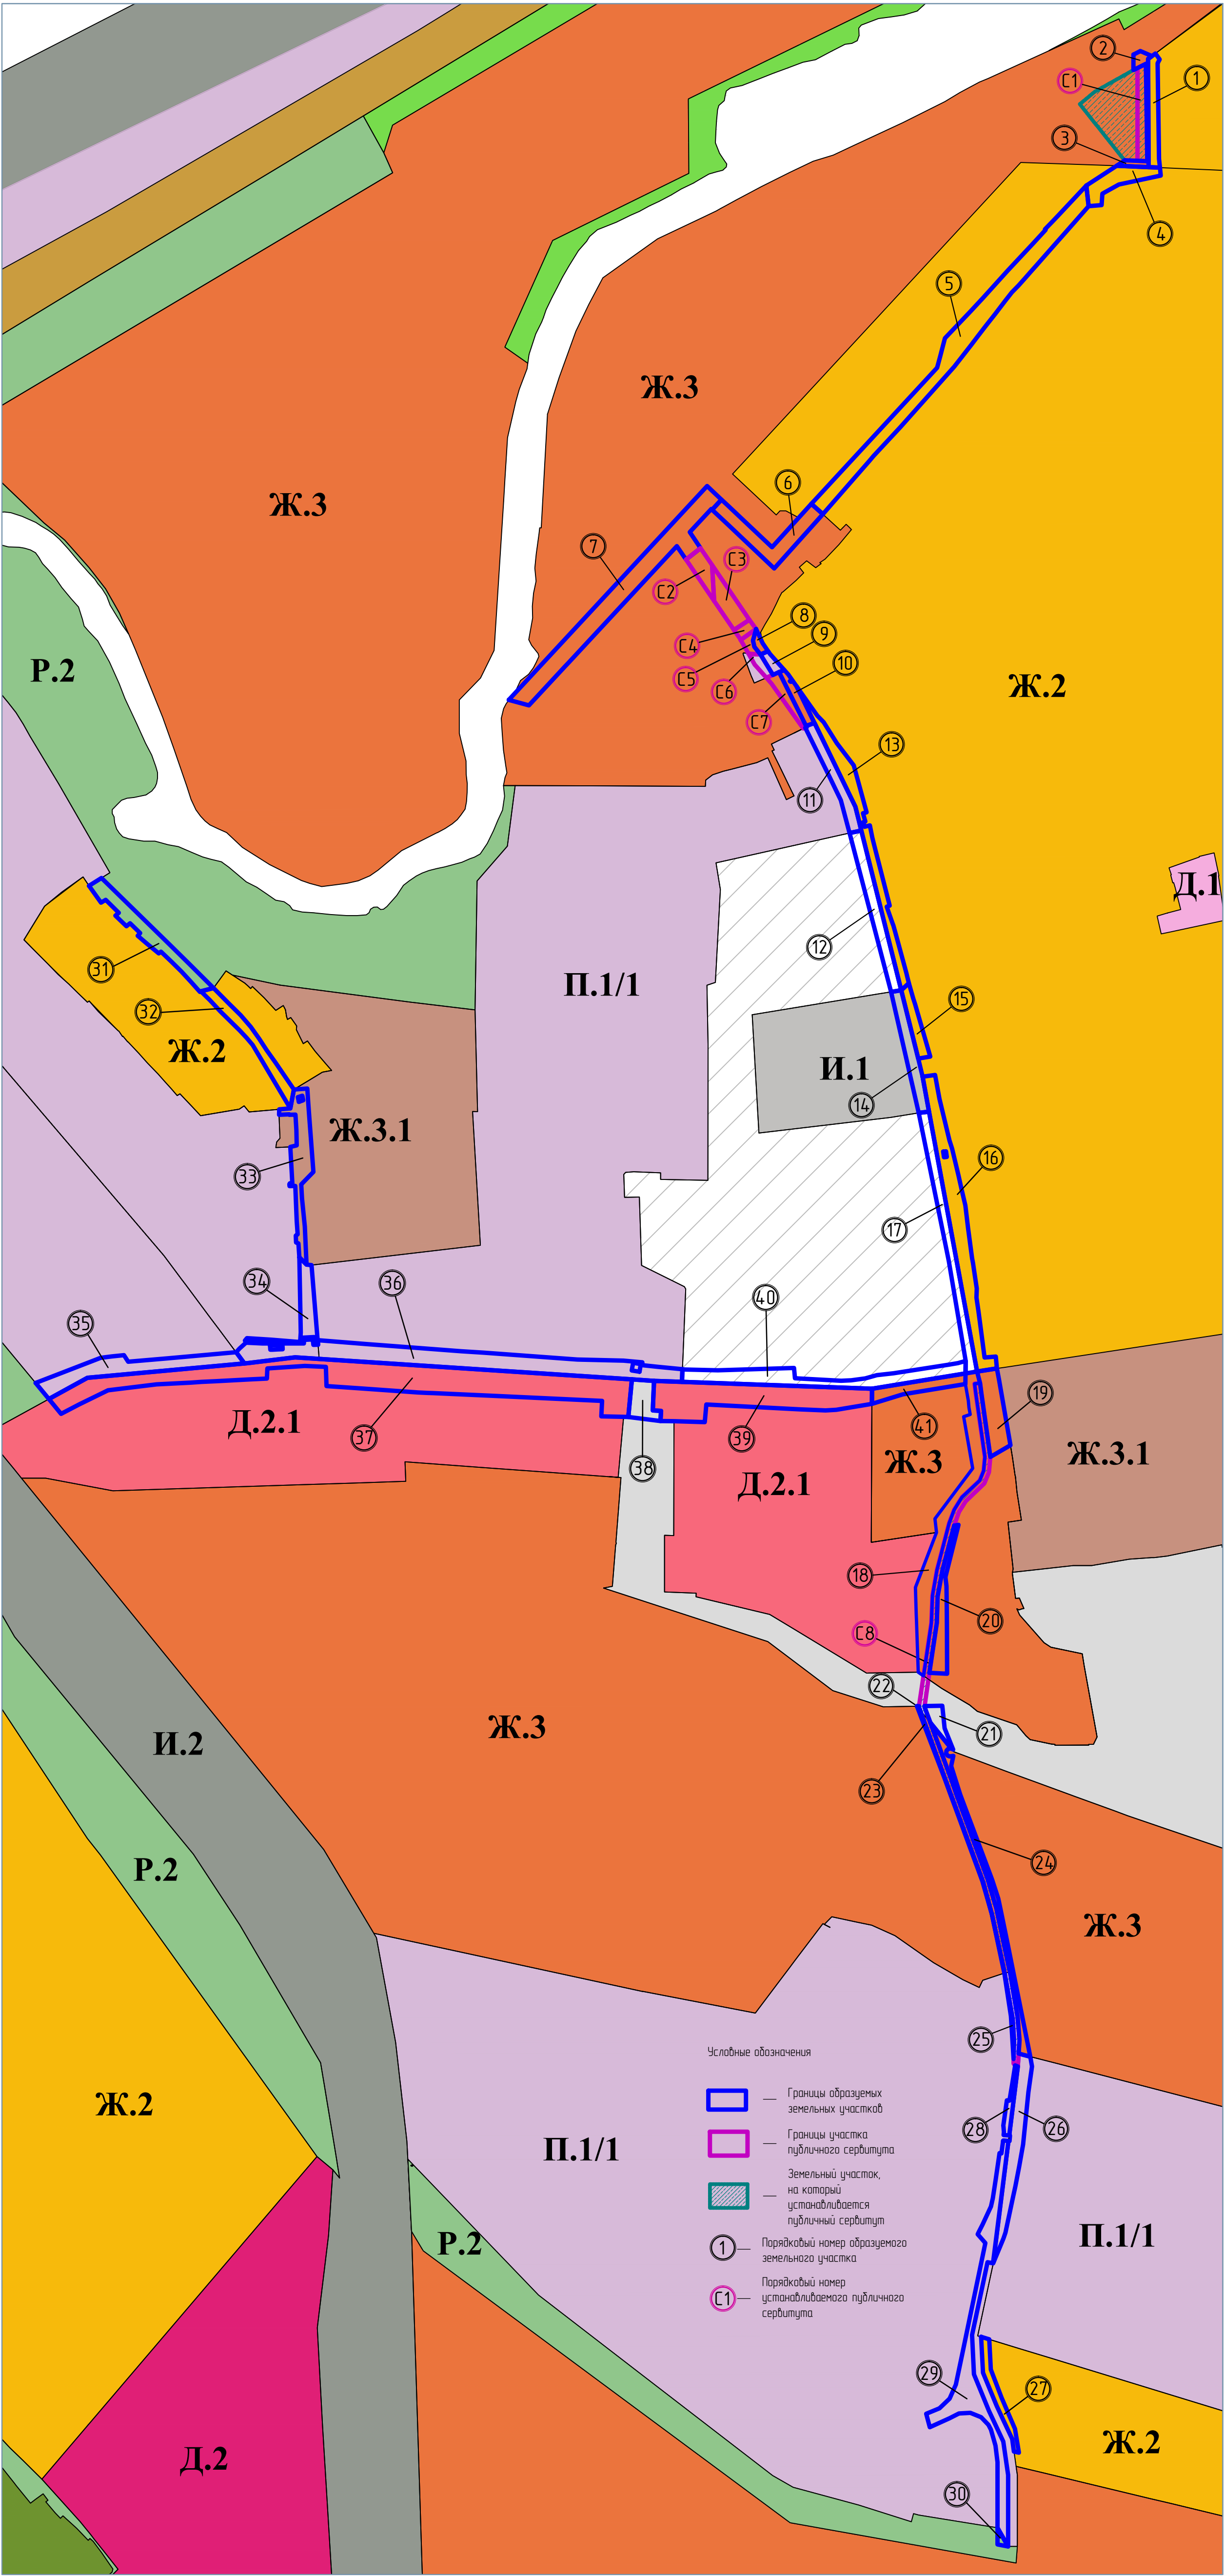 2
С1
1
3
4
5
Ж.3
Ж.3
6
7
С3
С2
8
С4
9
С5
10
С6
Р.2
Ж.2
С7
13
11
Д.1
12
31
П.1/1
15
32
Ж.2
И.1
14
Ж.3.1
16
33
17
34
36
40
35
19
Д.2.1
37
41
39
Ж.3
Ж.3.1
38
Д.2.1
18
20
С8
22
Ж.3
21
И.2
23
24
Р.2
Ж.3
25
Условные обозначения
Границы образуемых
земельных участков
Ж.2
28
26
Границы участка
публичного сервитута
П.1/1
Земельный участок,
на который
устанавливается
публичный сервитут
П.1/1
Р.2
1
Порядковый номер образуемого
земельного участка
С1
Порядковый номер
устанавливаемого публичного
сервитута
29
27
Ж.2
Д.2
30